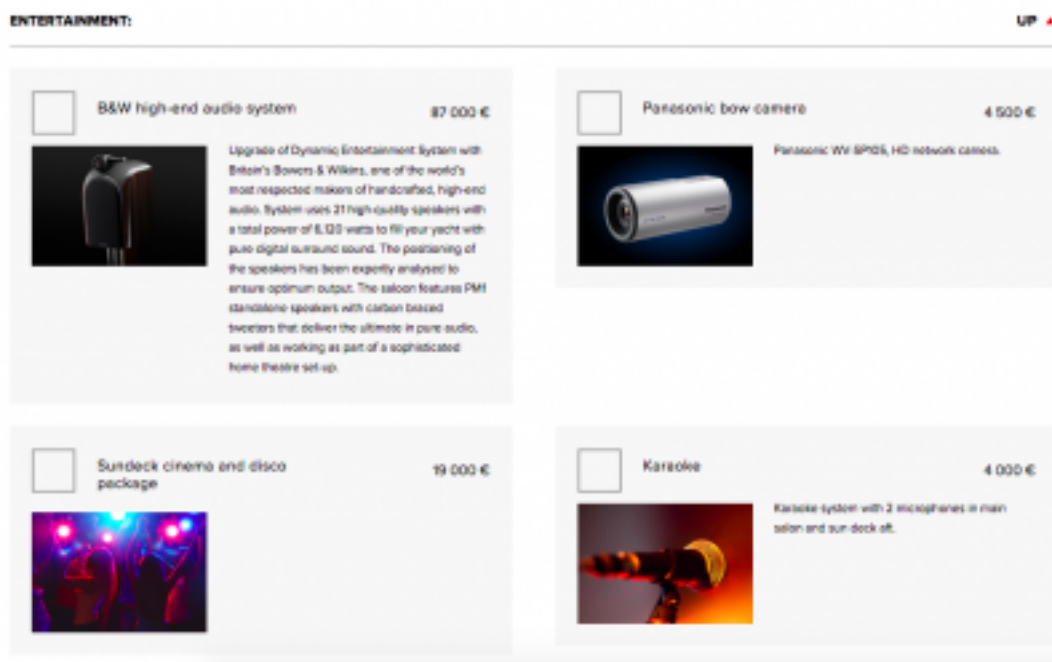 ENTERTAINMENT:
UP
B&W high-end audio system
87 000 €
Upgrade of Dynamic Entertainment System with
Britain's Bowers & Wilkins, one of the world's
most respected makers of handcrafted, high-end
audio. System uses 21 high-quality speakers with
a total power of 6,120 watts to fill your yacht with
pure digital surround sound. The positioning of
the speakers has been expertly analysed to
ensure optimum output. The saloon features PM1
standalone speakers with carbon braced
tweeters that deliver the ultimate in pure audio,
as well as working as part of a sophisticated
home theatre set-up.
Panasonic bow camera
4 500 €
Panasonic WV-SP105, HD network camera.
Sundeck cinema and disco
package
19 000 €
Karaoke
4 000 €
Karaoke system with 2 microphones in main
salon and sun deck aft.